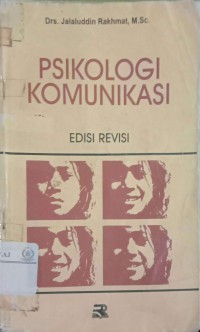 Drs. Jalaluddin Rakhmat, M.Sc.
PSIKOLOGI
KOMUNIKASI
EDISI REVISI